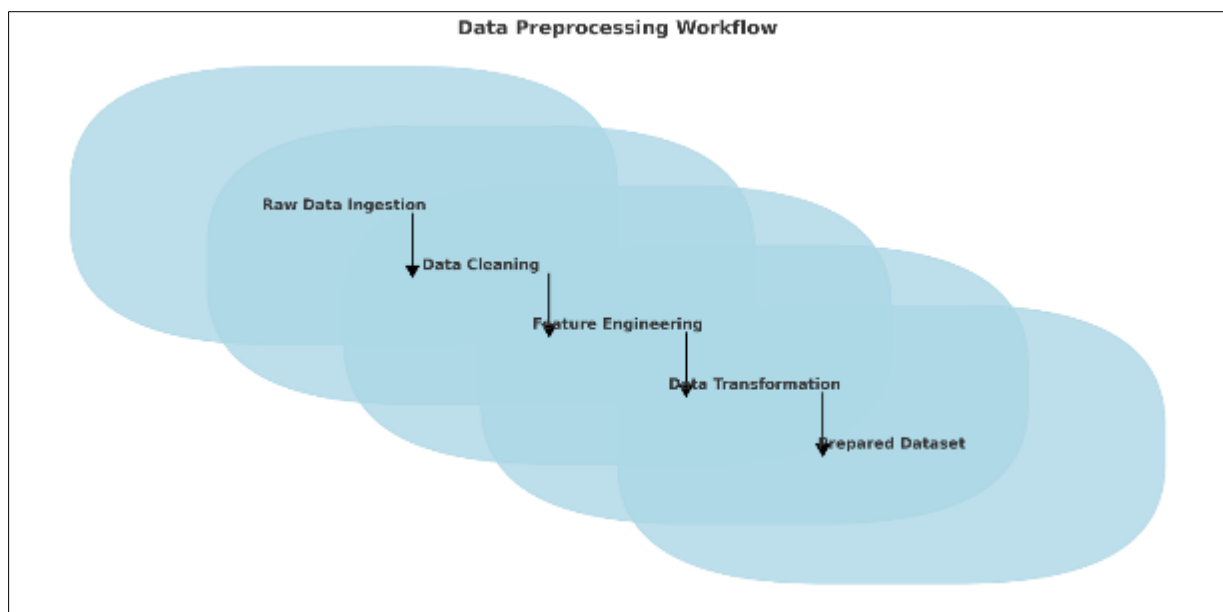 Data Preprocessing Workflow
Raw Data Ingestion
Data Cleaning
Feature Engineering
Data Transformation
Prepared Dataset